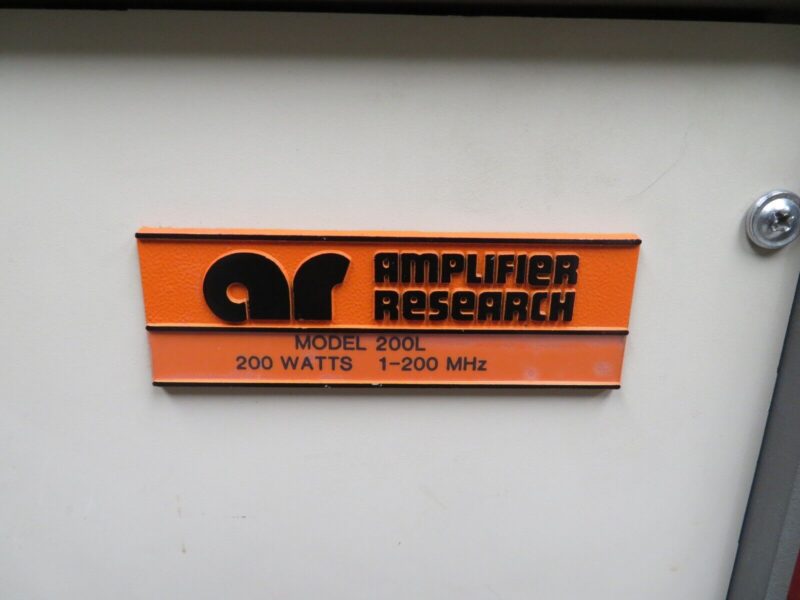 ar AMPLIFIER
RESEARCH
MODEL 200L
200 WATTS 1-200 MHz